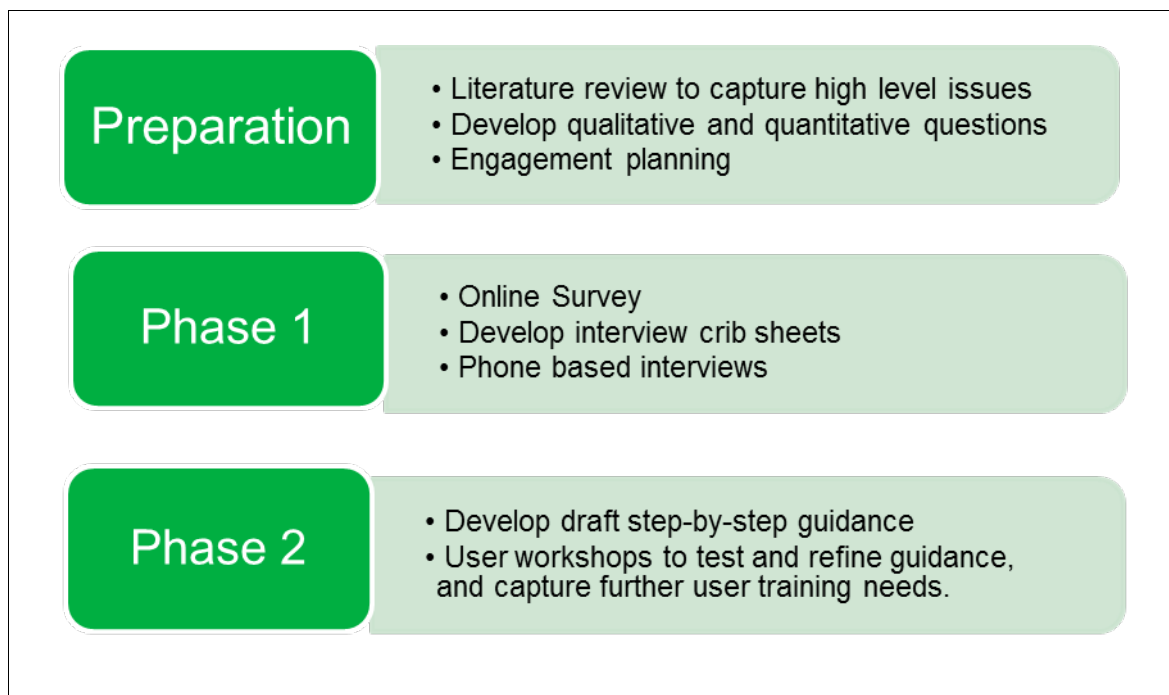 Preparation
• Literature review to capture high level issues
• Develop qualitative and quantitative questions
• Engagement planning
Phase 1
• Online Survey
• Develop interview crib sheets
• Phone based interviews
Phase 2
• Develop draft step-by-step guidance
• User workshops to test and refine guidance,
and capture further user training needs.